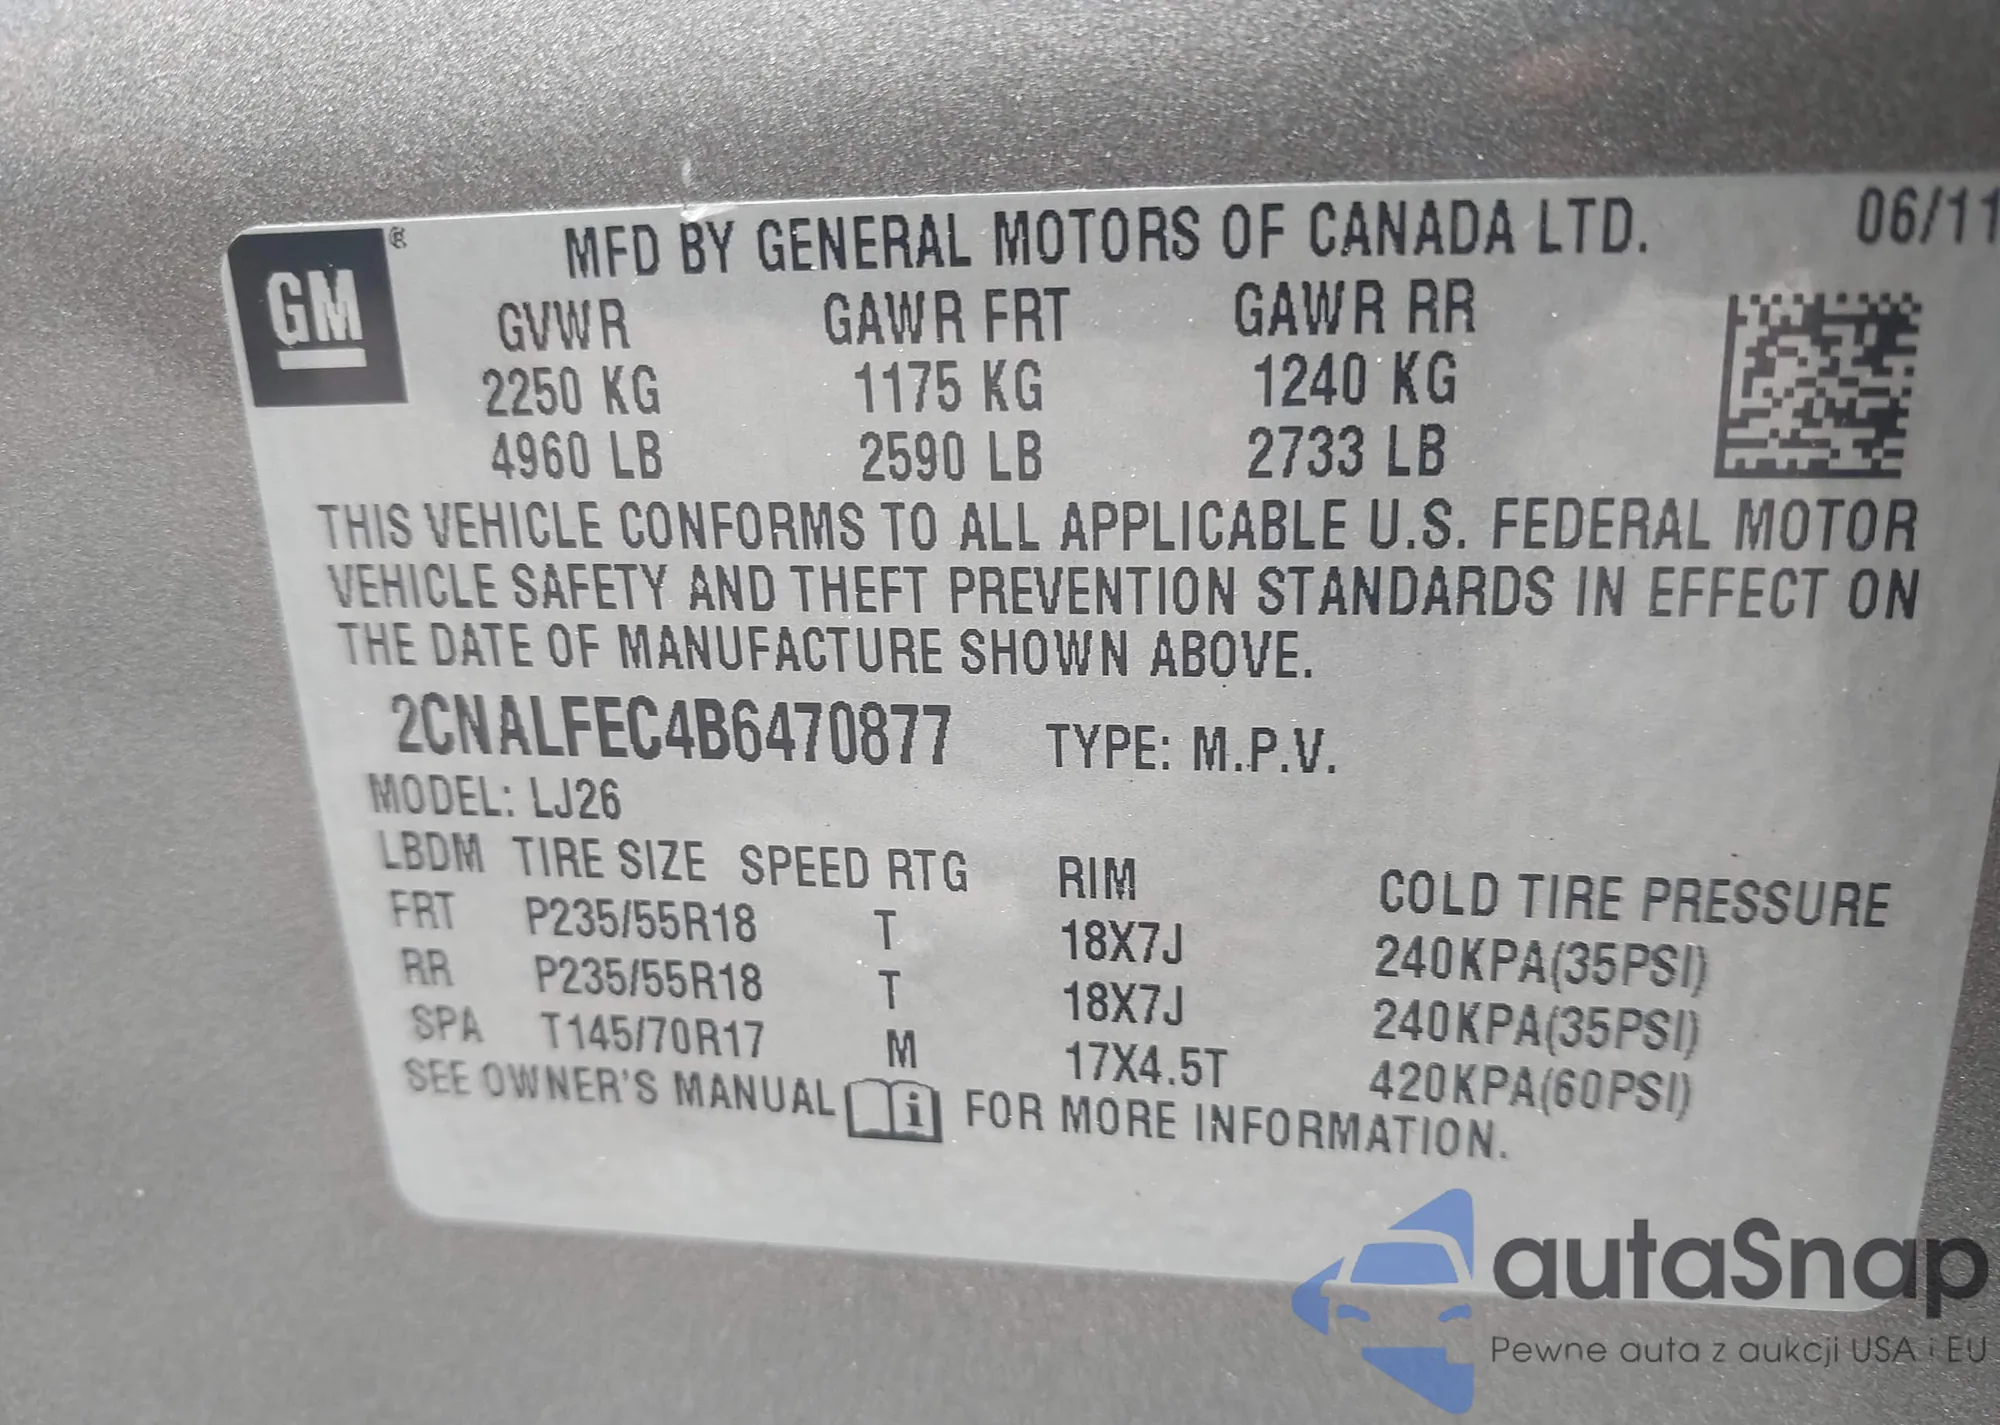 GM ®
MFD BY GENERAL MOTORS OF CANADA LTD. 06/11
GVWR GAWR FRT GAWR RR
2250 KG 1175 KG 1240 KG
4960 LB 2590 LB 2733 LB
THIS VEHICLE CONFORMS TO ALL APPLICABLE U.S. FEDERAL MOTOR
VEHICLE SAFETY AND THEFT PREVENTION STANDARDS IN EFFECT ON
THE DATE OF MANUFACTURE SHOWN ABOVE.
2CNALFEC4B6470877 TYPE: M.P.V.
MODEL: LJ26
LBDM TIRE SIZE SPEED RTG RIM COLD TIRE PRESSURE
FRT P235/55R18 T 18X7J 240KPA(35PSI)
RR P235/55R18 T 18X7J 240KPA(35PSI)
SPA T145/70R17 M 17X4.5T 420KPA(60PSI)
SEE OWNER'S MANUAL i FOR MORE INFORMATION.
autaSnap
Pewne auta z aukcji USA i EU